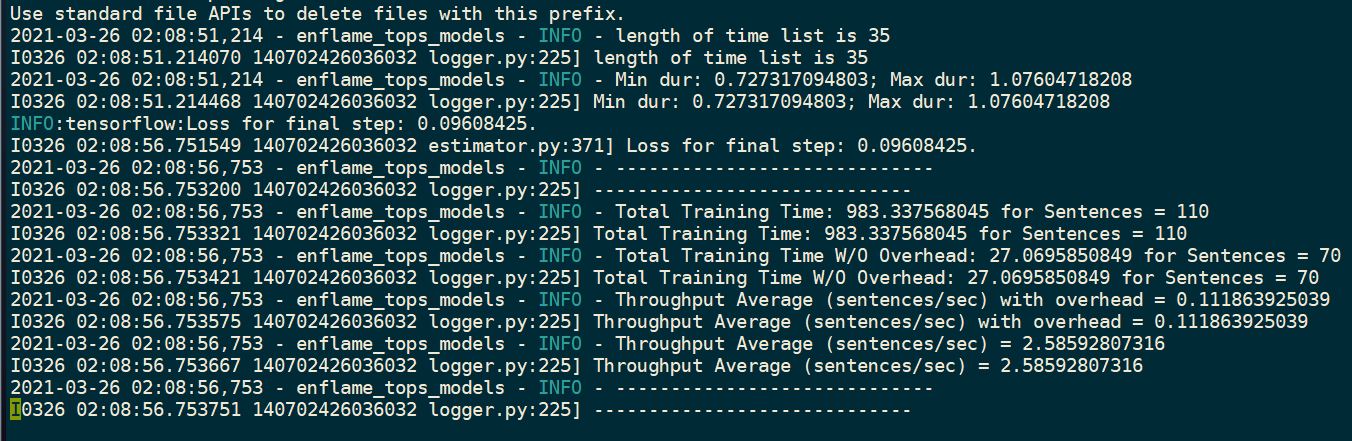 Use standard file APIs to delete files with this prefix.
2021-03-26 02:08:51,214 - enflame_tops_models - INFO - length of time list is 35
I0326 02:08:51.214070 140702426036032 logger.py:225] length of time list is 35
2021-03-26 02:08:51,214 - enflame_tops_models - INFO - Min dur: 0.727317094803; Max dur: 1.07604718208
I0326 02:08:51.214468 140702426036032 logger.py:225] Min dur: 0.727317094803; Max dur: 1.07604718208
INFO:tensorflow:Loss for final step: 0.09608425.
I0326 02:08:56.751549 140702426036032 estimator.py:371] Loss for final step: 0.09608425.
2021-03-26 02:08:56,753 - enflame_tops_models - INFO - -----------------------------
I0326 02:08:56.753200 140702426036032 logger.py:225] -----------------------------
2021-03-26 02:08:56,753 - enflame_tops_models - INFO - Total Training Time: 983.337568045 for Sentences = 110
I0326 02:08:56.753321 140702426036032 logger.py:225] Total Training Time: 983.337568045 for Sentences = 110
2021-03-26 02:08:56,753 - enflame_tops_models - INFO - Total Training Time W/O Overhead: 27.0695850849 for Sentences = 70
I0326 02:08:56.753421 140702426036032 logger.py:225] Total Training Time W/O Overhead: 27.0695850849 for Sentences = 70
2021-03-26 02:08:56,753 - enflame_tops_models - INFO - Throughput Average (sentences/sec) with overhead = 0.111863925039
I0326 02:08:56.753575 140702426036032 logger.py:225] Throughput Average (sentences/sec) with overhead = 0.111863925039
2021-03-26 02:08:56,753 - enflame_tops_models - INFO - Throughput Average (sentences/sec) = 2.58592807316
I0326 02:08:56.753667 140702426036032 logger.py:225] Throughput Average (sentences/sec) = 2.58592807316
2021-03-26 02:08:56,753 - enflame_tops_models - INFO - -----------------------------
I0326 02:08:56.753751 140702426036032 logger.py:225] -----------------------------